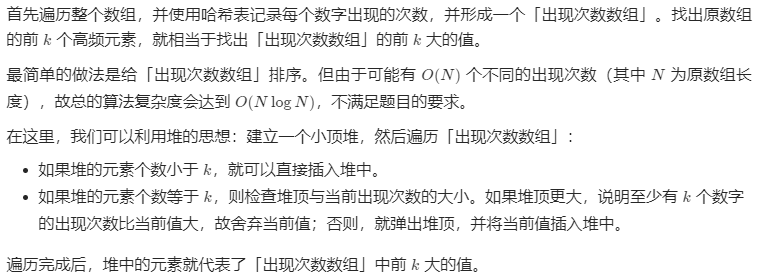 首先遍历整个数组，并使用哈希表记录每个数字出现的次数，并形成一个「出现次数数组」。找出原数组
的前 k 个高频元素，就相当于找出「出现次数数组」的前 k 大的值。
最简单的做法是给「出现次数数组」排序。但由于可能有 O(N) 个不同的出现次数（其中 N 为原数组长
度），故总的算法复杂度会达到 O(N log N)，不满足题目的要求。
在这里，我们可以利用堆的思想：建立一个小顶堆，然后遍历「出现次数数组」：
• 如果堆的元素个数小于 k，就可以直接插入堆中。
• 如果堆的元素个数等于 k，则检查堆顶与当前出现次数的大小。如果堆顶更大，说明至少有 k 个数字
的出现次数比当前值大，故舍弃当前值；否则，就弹出堆顶，并将当前值插入堆中。
遍历完成后，堆中的元素就代表了「出现次数数组」中前 k 大的值。